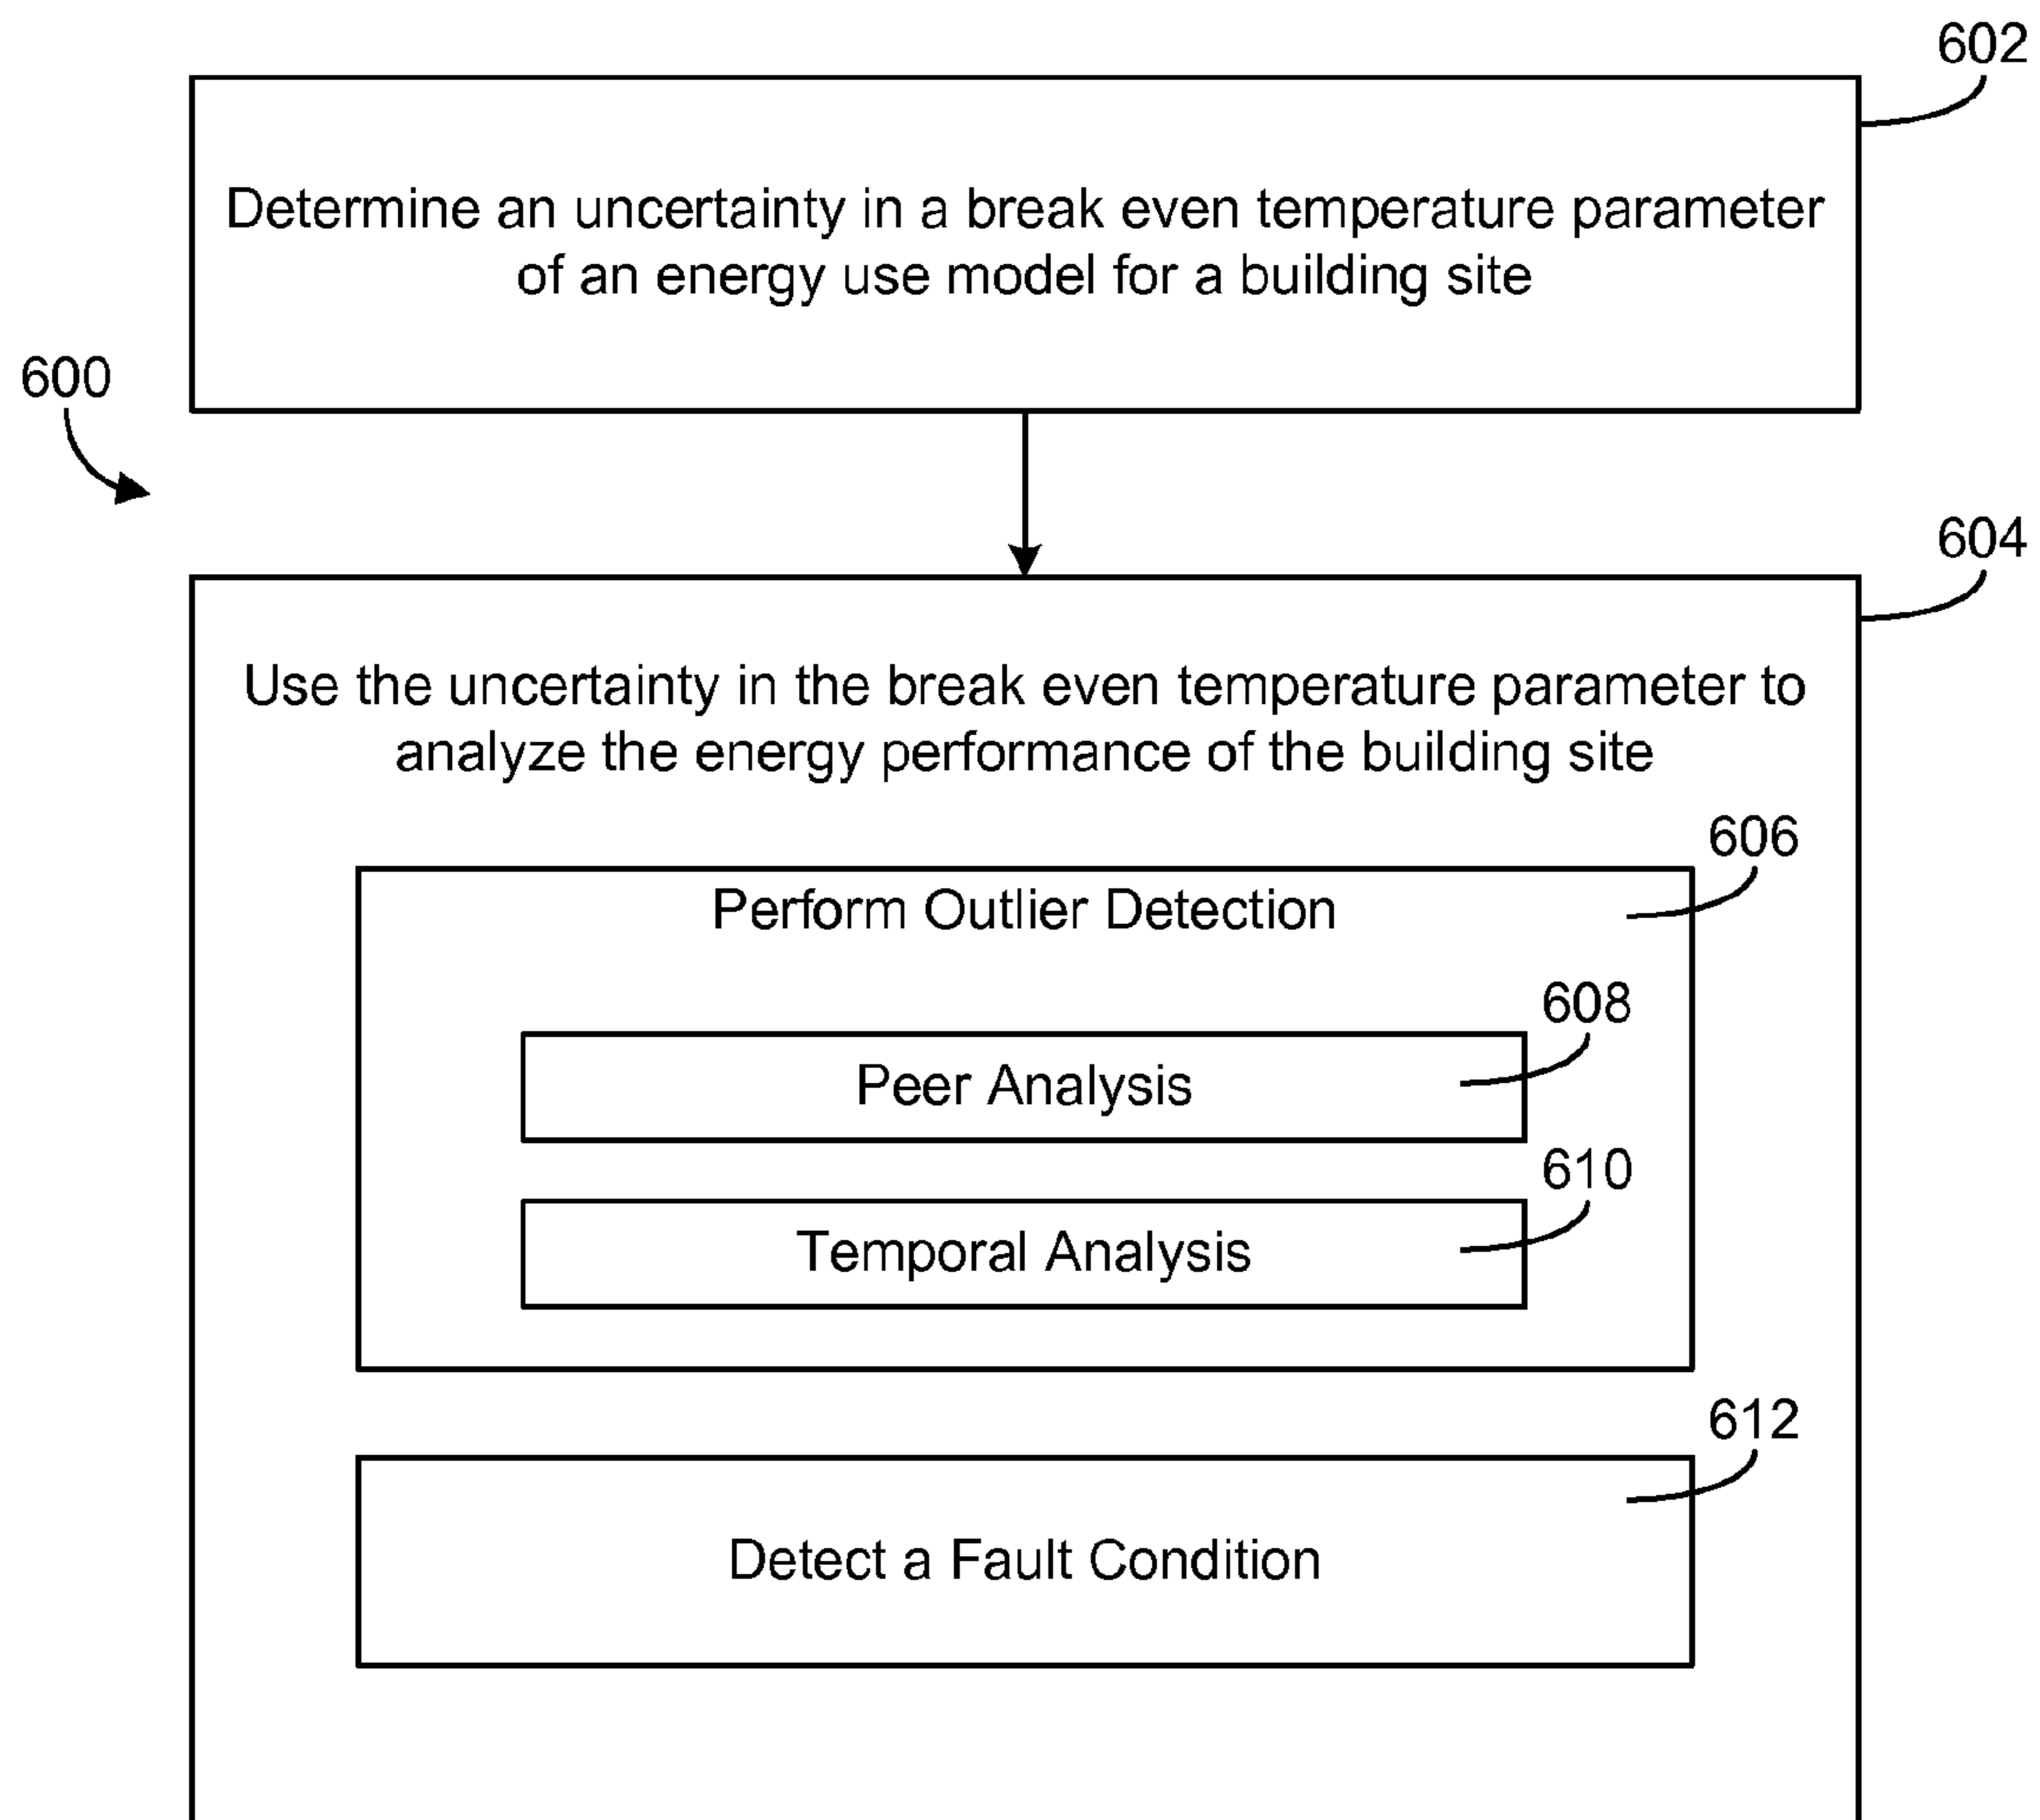 602
Determine an uncertainty in a break even temperature parameter
of an energy use model for a building site
600
604
Use the uncertainty in the break even temperature parameter to
analyze the energy performance of the building site
606
Perform Outlier Detection
608
Peer Analysis
610
Temporal Analysis
612
Detect a Fault Condition